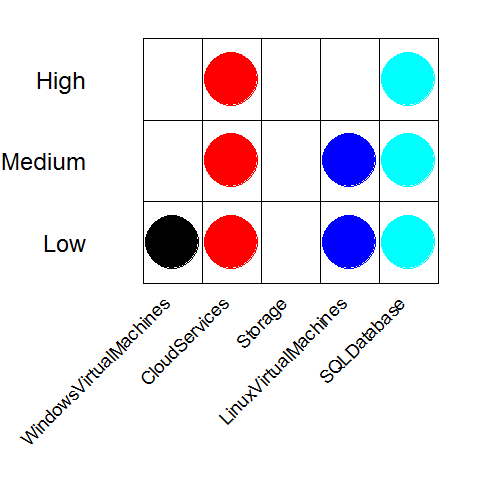 High
Medium
Low
WindowsVirtualMachines
CloudServices
Storage
LinuxVirtualMachines
SQLDatabase